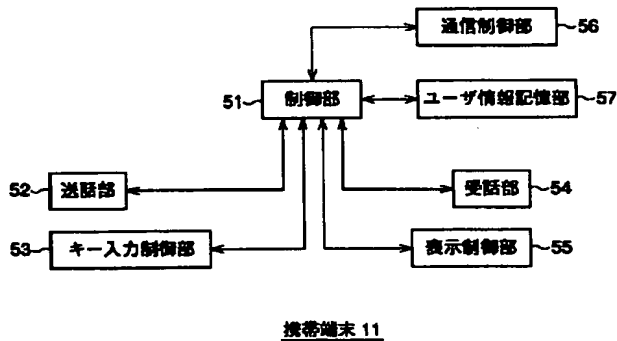 通信制御部 56
51 制御部
ユーザ情報記憶部 57
52 送話部
受話部 54
53 キー入力制御部
表示制御部 55
携帯端末 11